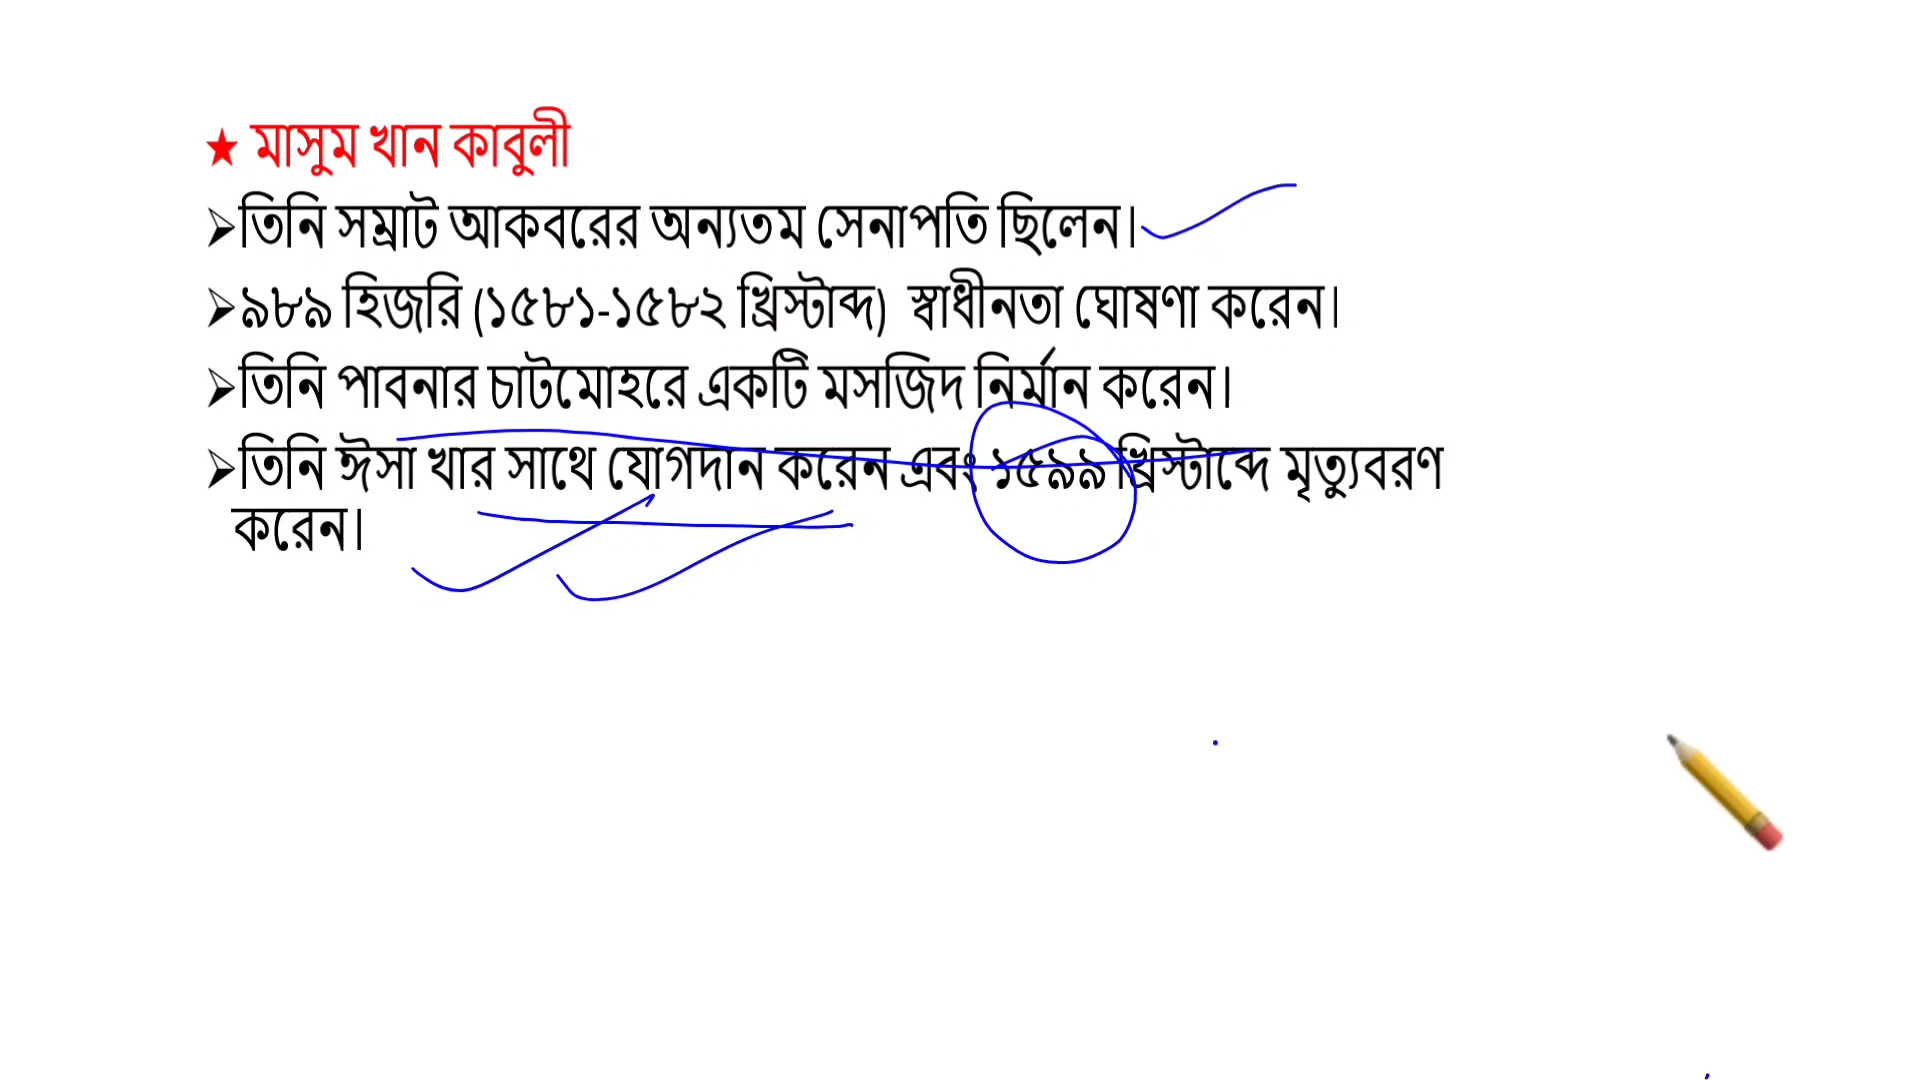 ★ মাসুম খান কাবুলী
➢তিনি সম্রাট আকবরের অন্যতম সেনাপতি ছিলেন।
➢৯৮৯ হিজরি (১৫৮১-১৫৮২ খ্রিস্টাব্দ) স্বাধীনতা ঘোষণা করেন।
➢তিনি পাবনার চাটমোহরে একটি মসজিদ নির্মান করেন।
➢তিনি ঈসা খার সাথে যোগদান করেন এবং ১৫৯৯ খ্রিস্টাব্দে মৃত্যুবরণ
করেন।